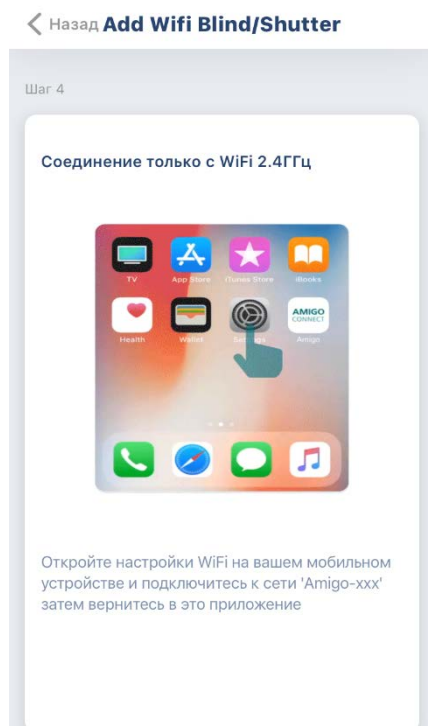 Назад Add Wifi Blind/Shutter
Шаг 4
Соединение только с WiFi 2.4ГГц
TV App Store iTunes Store iBooks
AMIGO
CONNECT
Health Wallet Settings Amigo
Откройте настройки WiFi на вашем мобильном
устройстве и подключитесь к сети 'Amigo-xxx'
затем вернитесь в это приложение